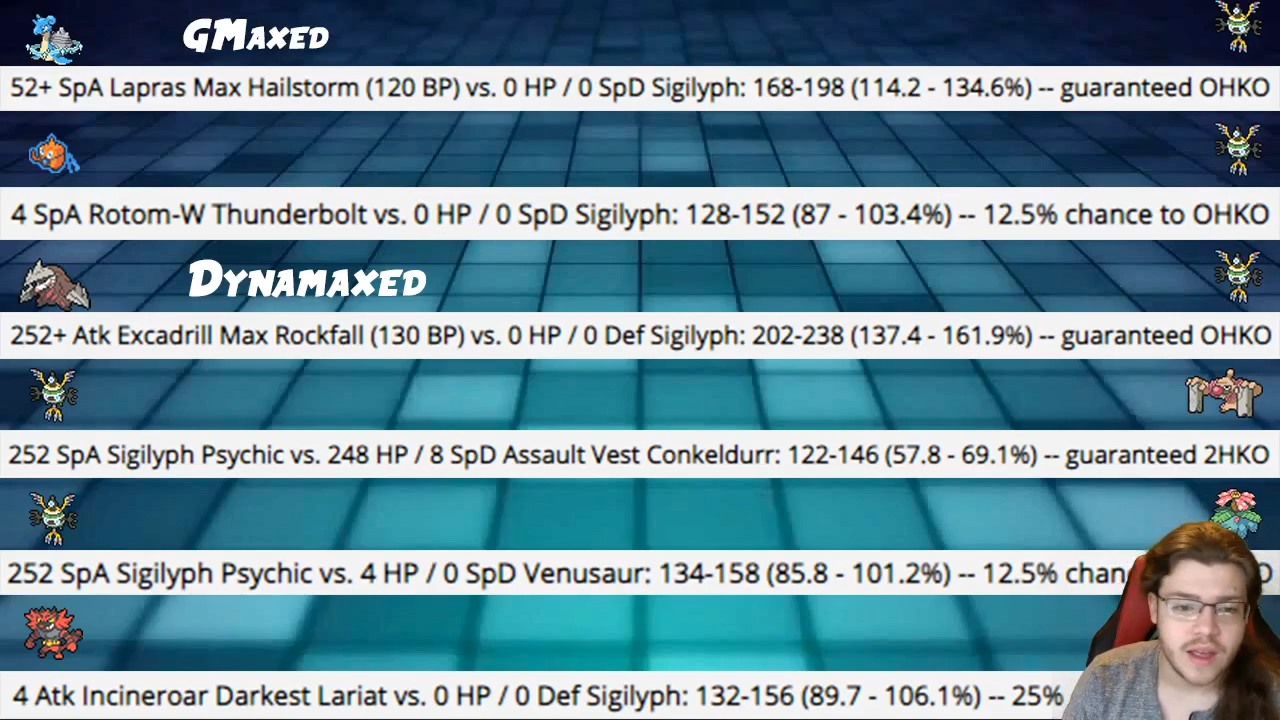 GMaxed
52+ SpA Lapras Max Hailstorm (120 BP) vs. 0 HP / 0 SpD Sigilyph: 168-198 (114.2 - 134.6%) -- guaranteed OHKO
4 SpA Rotom-W Thunderbolt vs. 0 HP / 0 SpD Sigilyph: 128-152 (87 - 103.4%) -- 12.5% chance to OHKO
Dynamaxed
252+ Atk Excadrill Max Rockfall (130 BP) vs. 0 HP / 0 Def Sigilyph: 202-238 (137.4 - 161.9%) -- guaranteed OHKO
252 SpA Sigilyph Psychic vs. 248 HP / 8 SpD Assault Vest Conkeldurr: 122-146 (57.8 - 69.1%) -- guaranteed 2HKO
252 SpA Sigilyph Psychic vs. 4 HP / 0 SpD Venusaur: 134-158 (85.8 - 101.2%) -- 12.5%
4 Atk Incineroar Darkest Lariat vs. 0 HP / 0 Def Sigilyph: 132-156 (89.7 - 106.1%) -- 25%